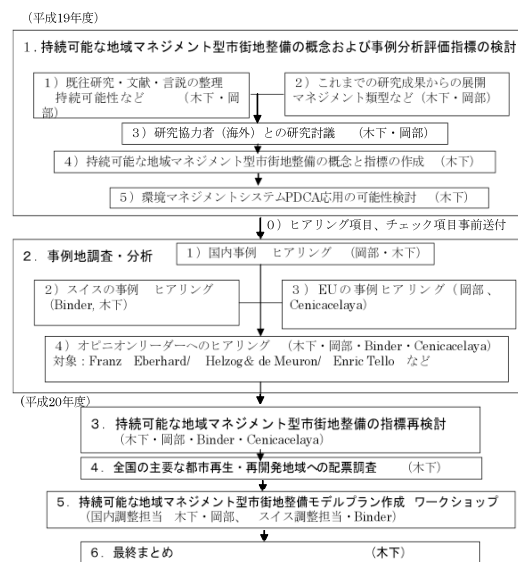 （平成19年度）
１.持続可能な地域マネジメント型市街地整備の概念および事例分析評価指標の検討
１）既往研究・文献・言説の整理
持続可能性など　（木下・岡
部）
２）これまでの研究成果からの展開
マネジメント類型など（木下・岡部）
３）研究協力者（海外）との研究討議　（木下・岡部）
４）持続可能な地域マネジメント型市街地整備の概念と指標の作成　（木下）
５）環境マネジメントシステムPDCA応用の可能性検討　（木下）
０）ヒアリング項目、チェック項目事前送付
２．事例地調査・分析
１）国内事例　ヒアリング　（岡部・木下）
２）スイスの事例　ヒアリング
（Binder, 木下）
３）EUの事例ヒアリング（岡部、
Cenicacelaya）
４）オピニオンリーダーへのヒアリング　（木下・岡部・Binder・Cenicacelaya）
対象：Franz　Eberhard/　Helzog& de Meuron/　Enric Tello　など
(平成20年度)
３．持続可能な地域マネジメント型市街地整備の指標再検討
（木下・岡部・Binder・Cenicacelaya）
４．全国の主要な都市再生・再開発地域への配票調査　（木下）
５．持続可能な地域マネジメント型市街地整備モデルプラン作成　ワークショップ
（国内調整担当　木下・岡部、　スイス調整担当・Binder）
６．最終まとめ　（木下）